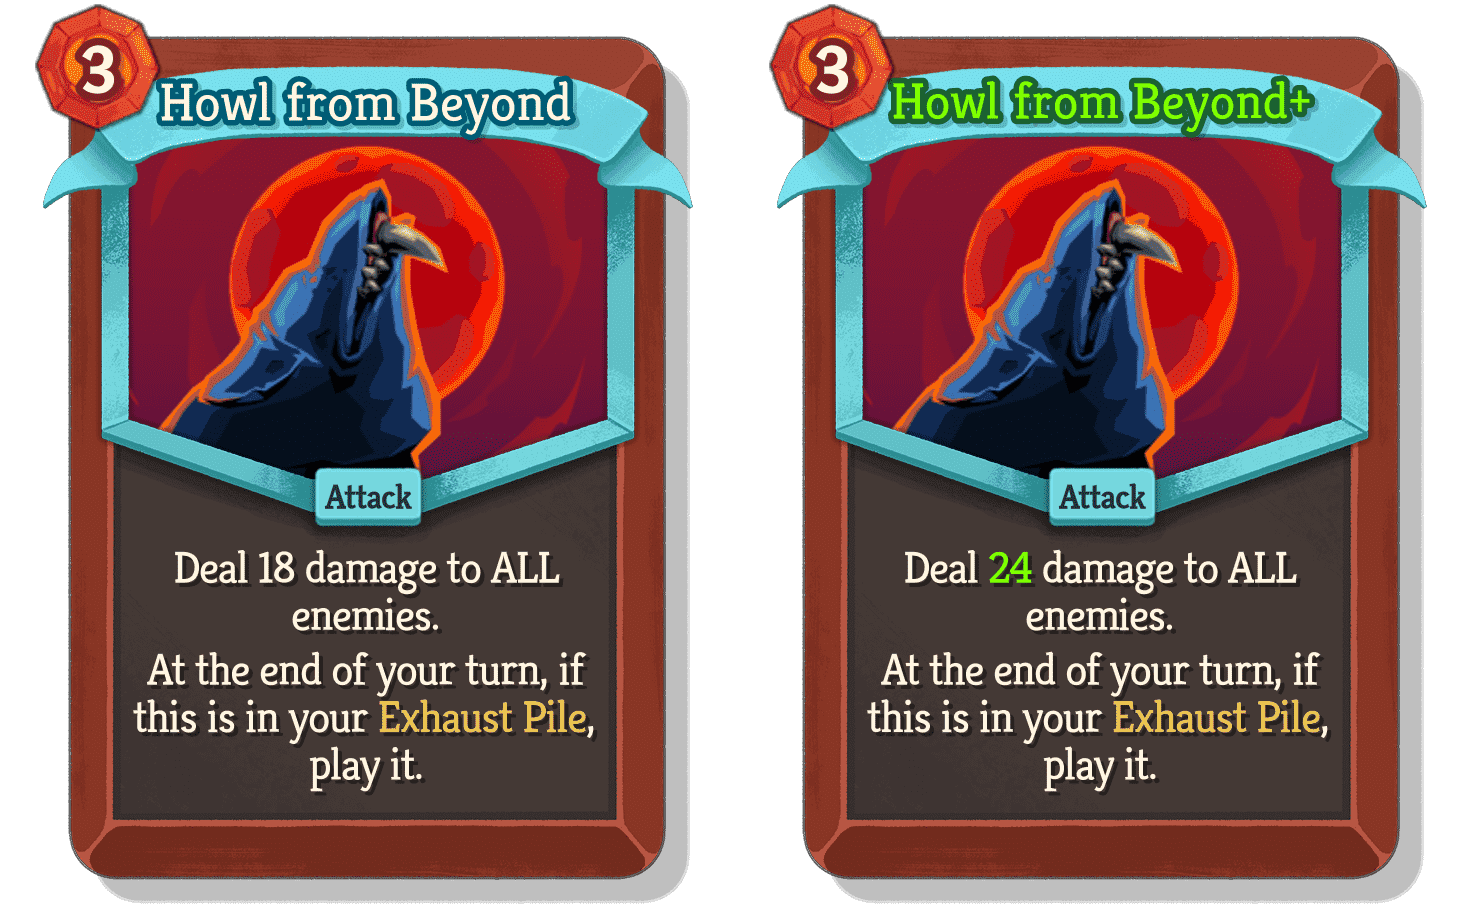 3
Howl from Beyond
Attack
Deal 18 damage to ALL
enemies.
At the end of your turn, if
this is in your Exhaust Pile,
play it.
3
Howl from Beyond+
Attack
Deal 24 damage to ALL
enemies.
At the end of your turn, if
this is in your Exhaust Pile,
play it.